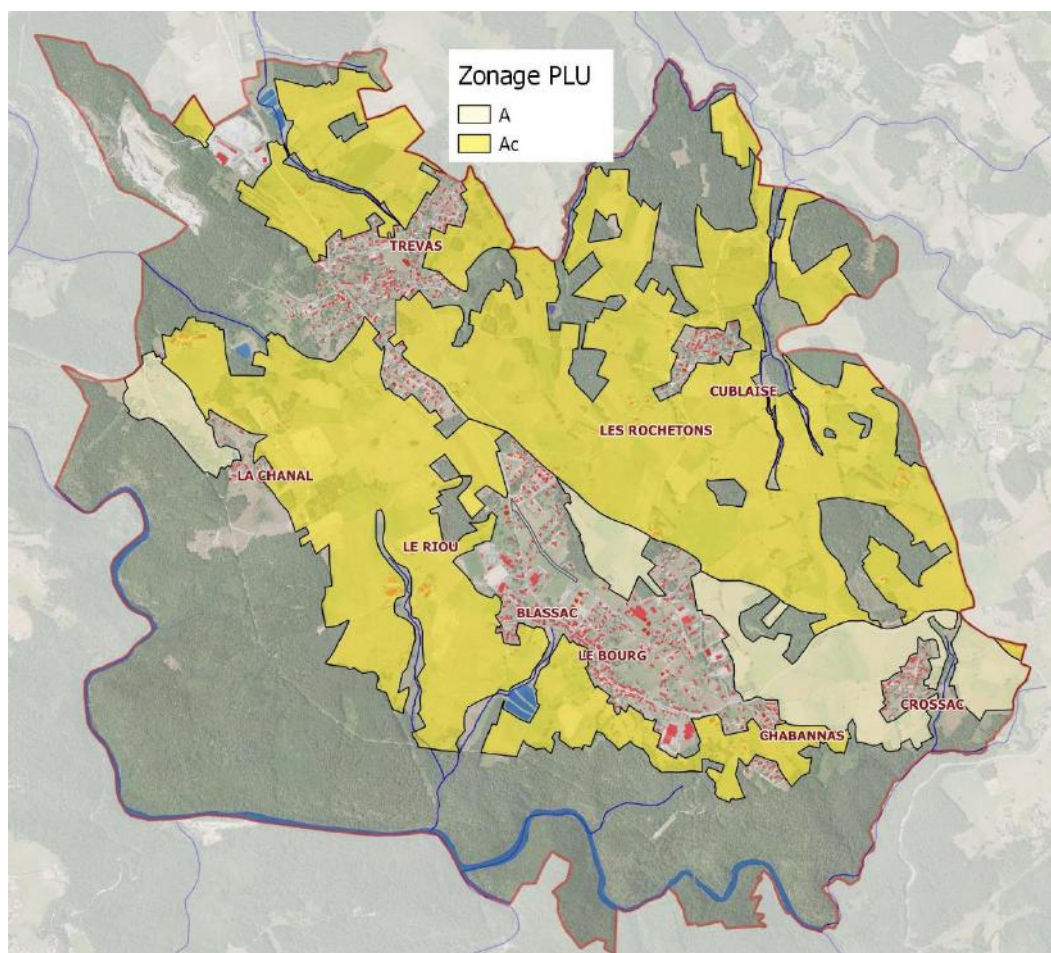 Zonage PLU
A
Ac
TREVAS
CUBLAISE
LES ROCHETONS
LA CHANAL
LE RIOU
BLASSAC
LE BOURG
CROSSAC
CHABANNAS